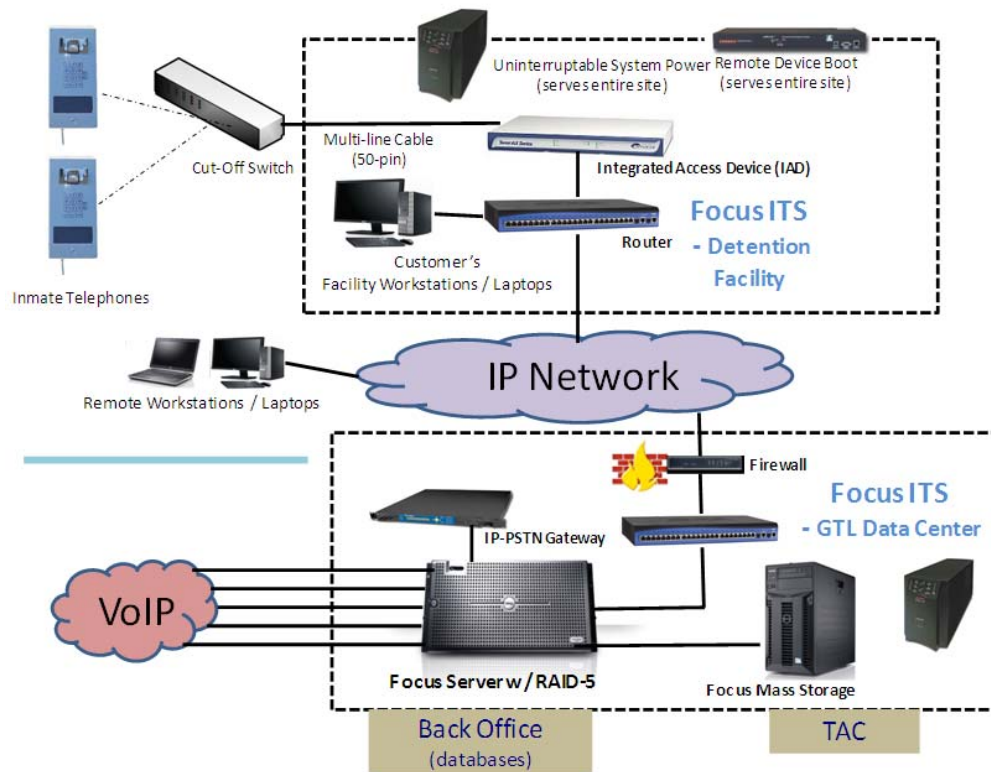 Uninterruptable System Power
(serves entire site)
Remote Device Boot
(serves entire site)
Multi-line Cable
(50-pin)
Cut-Off Switch
Integrated Access Device (IAD)
Focus ITS
- Detention
Facility
Router
Customer's
Facility Workstations / Laptops
Inmate Telephones
IP Network
Remote Workstations / Laptops
Firewall
Focus ITS
- GTL Data Center
IP-PSTN Gateway
VoIP
Focus Server w / RAID-5
Focus Mass Storage
Back Office
(databases)
TAC